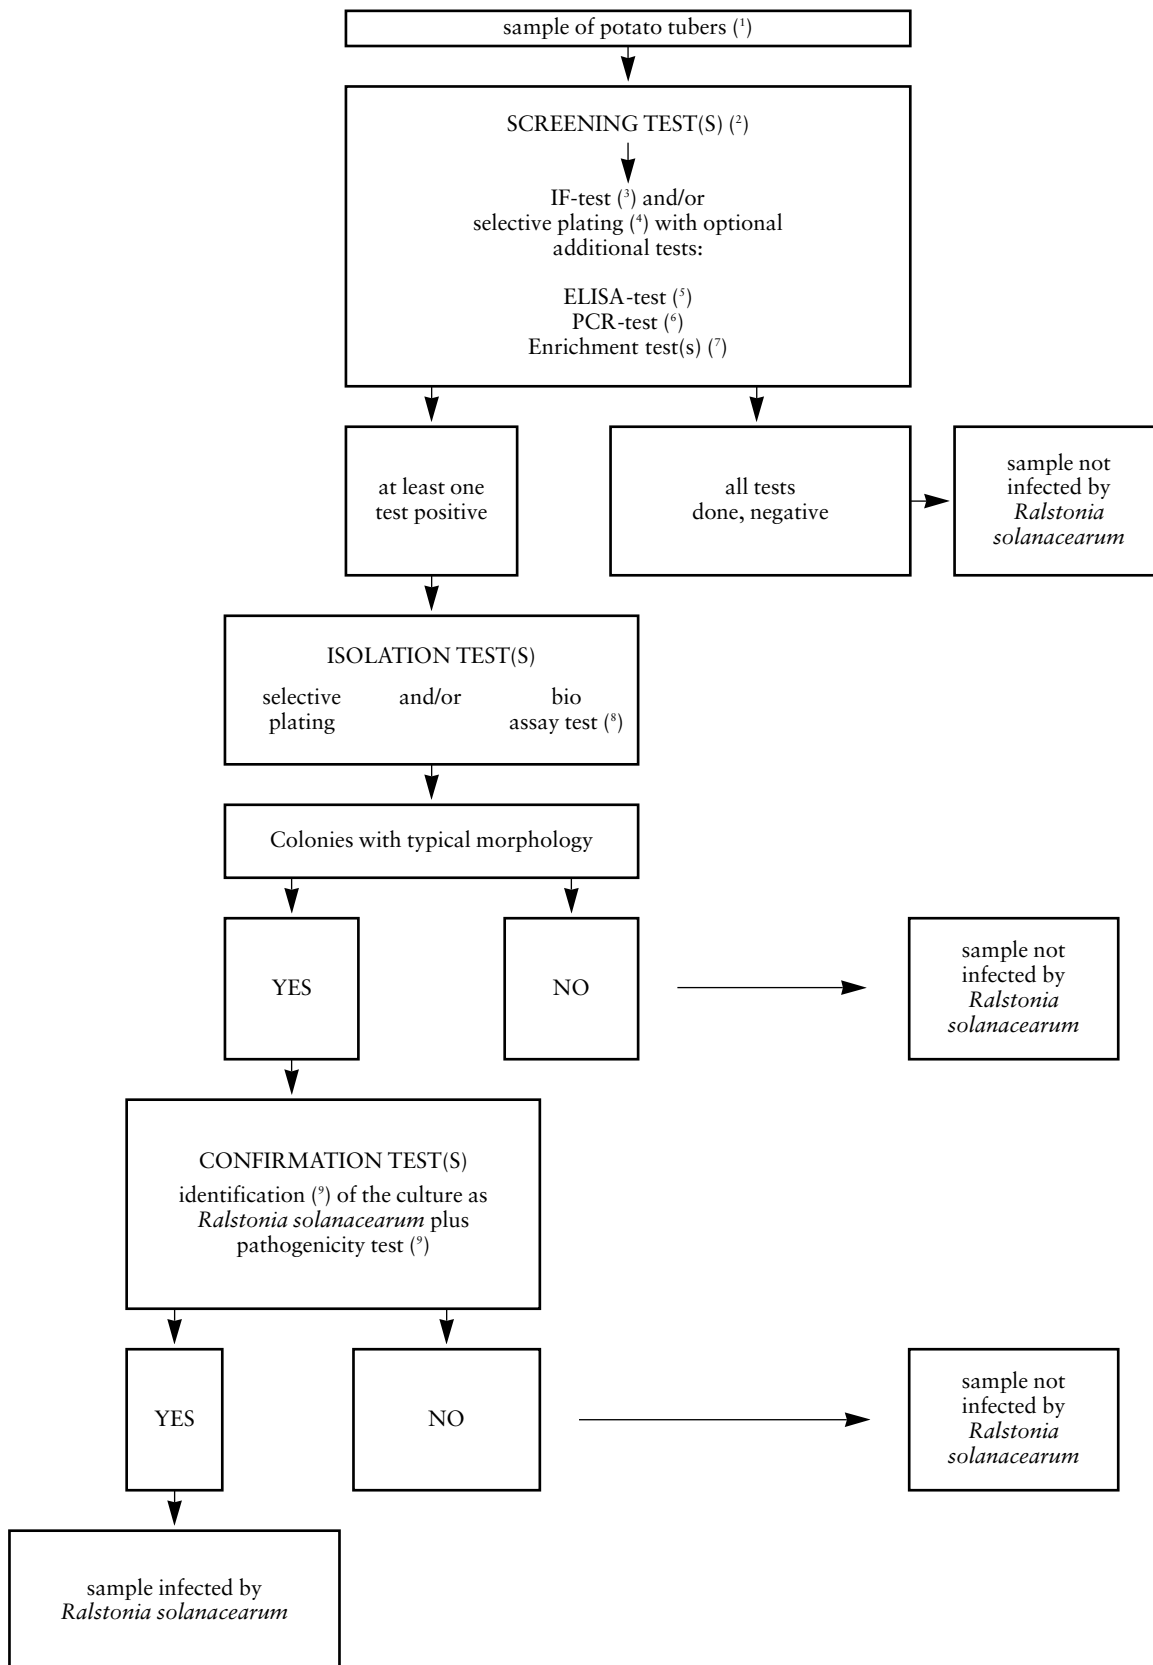 sample of potato tubers (¹)
SCREENING TEST(S) (²)
IF-test (³) and/or
selective plating (⁴) with optional
additional tests:
ELISA-test (⁵)
PCR-test (⁶)
Enrichment test(s) (⁷)
at least one
test positive
all tests
done, negative
sample not
infected by
Ralstonia
solanacearum
ISOLATION TEST(S)
selective and/or bio
plating assay test (⁸)
Colonies with typical morphology
YES
NO
sample not
infected by
Ralstonia
solanacearum
CONFIRMATION TEST(S)
identification (⁹) of the culture as
Ralstonia solanacearum plus
pathogenicity test (⁹)
YES
NO
sample not
infected by
Ralstonia
solanacearum
sample infected by
Ralstonia solanacearum